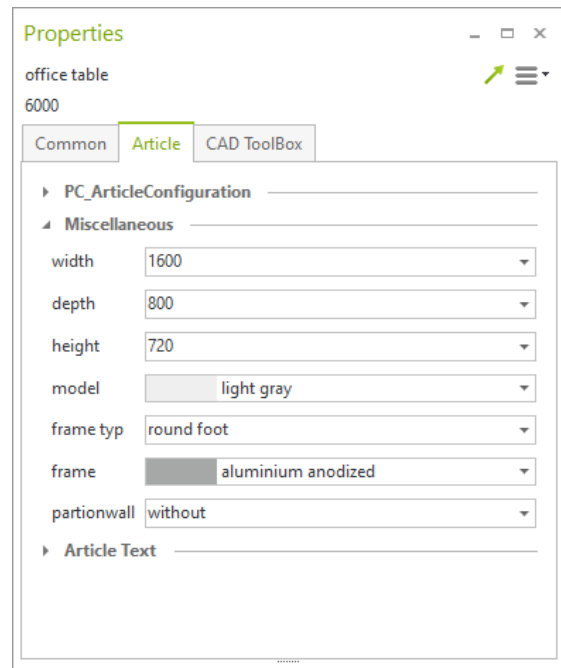 Properties
office table
6000
Common Article CAD ToolBox
PC_ArticleConfiguration
Miscellaneous
width 1600
depth 800
height 720
model light gray
frame typ round foot
frame aluminium anodized
partionwall without
Article Text